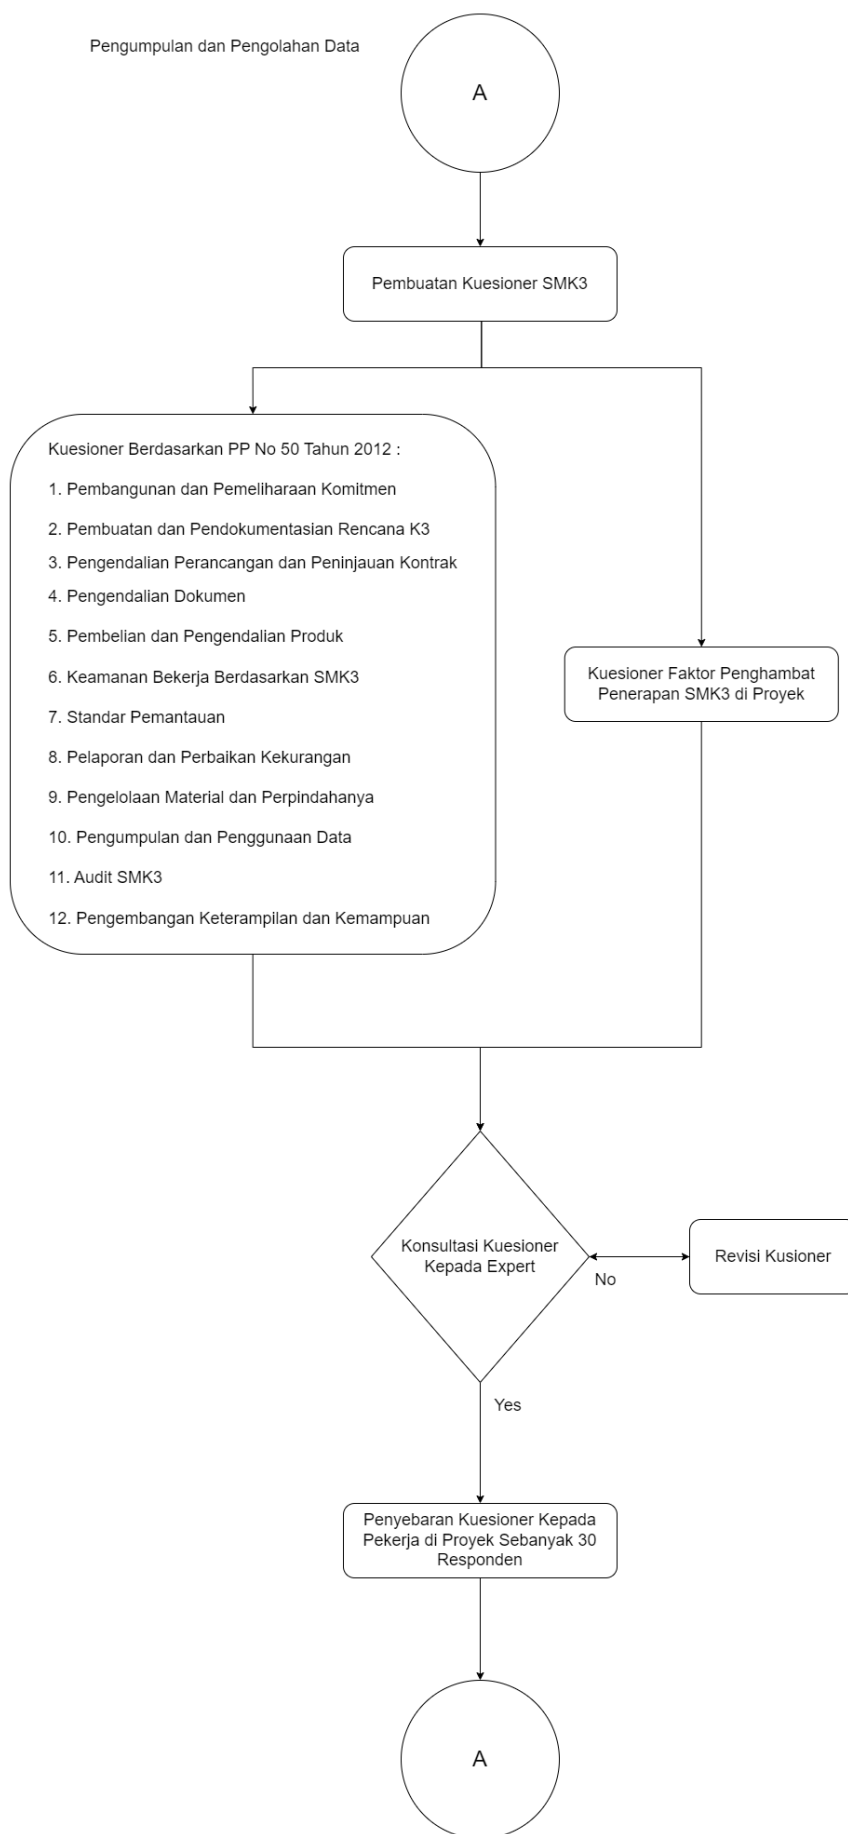 Pengumpulan dan Pengolahan Data
A
Pembuatan Kuesioner SMK3
Kuesioner Berdasarkan PP No 50 Tahun 2012 :
1. Pembangunan dan Pemeliharaan Komitmen
2. Pembuatan dan Pendokumentasian Rencana K3
3. Pengendalian Perancangan dan Peninjauan Kontrak
4. Pengendalian Dokumen
5. Pembelian dan Pengendalian Produk
6. Keamanan Bekerja Berdasarkan SMK3
7. Standar Pemantauan
8. Pelaporan dan Perbaikan Kekurangan
9. Pengelolaan Material dan Perpindahanya
10. Pengumpulan dan Penggunaan Data
11. Audit SMK3
12. Pengembangan Keterampilan dan Kemampuan
Kuesioner Faktor Penghambat
Penerapan SMK3 di Proyek
Konsultasi Kuesioner
Kepada Expert
No
Revisi Kusioner
Yes
Penyebaran Kuesioner Kepada
Pekerja di Proyek Sebanyak 30
Responden
A